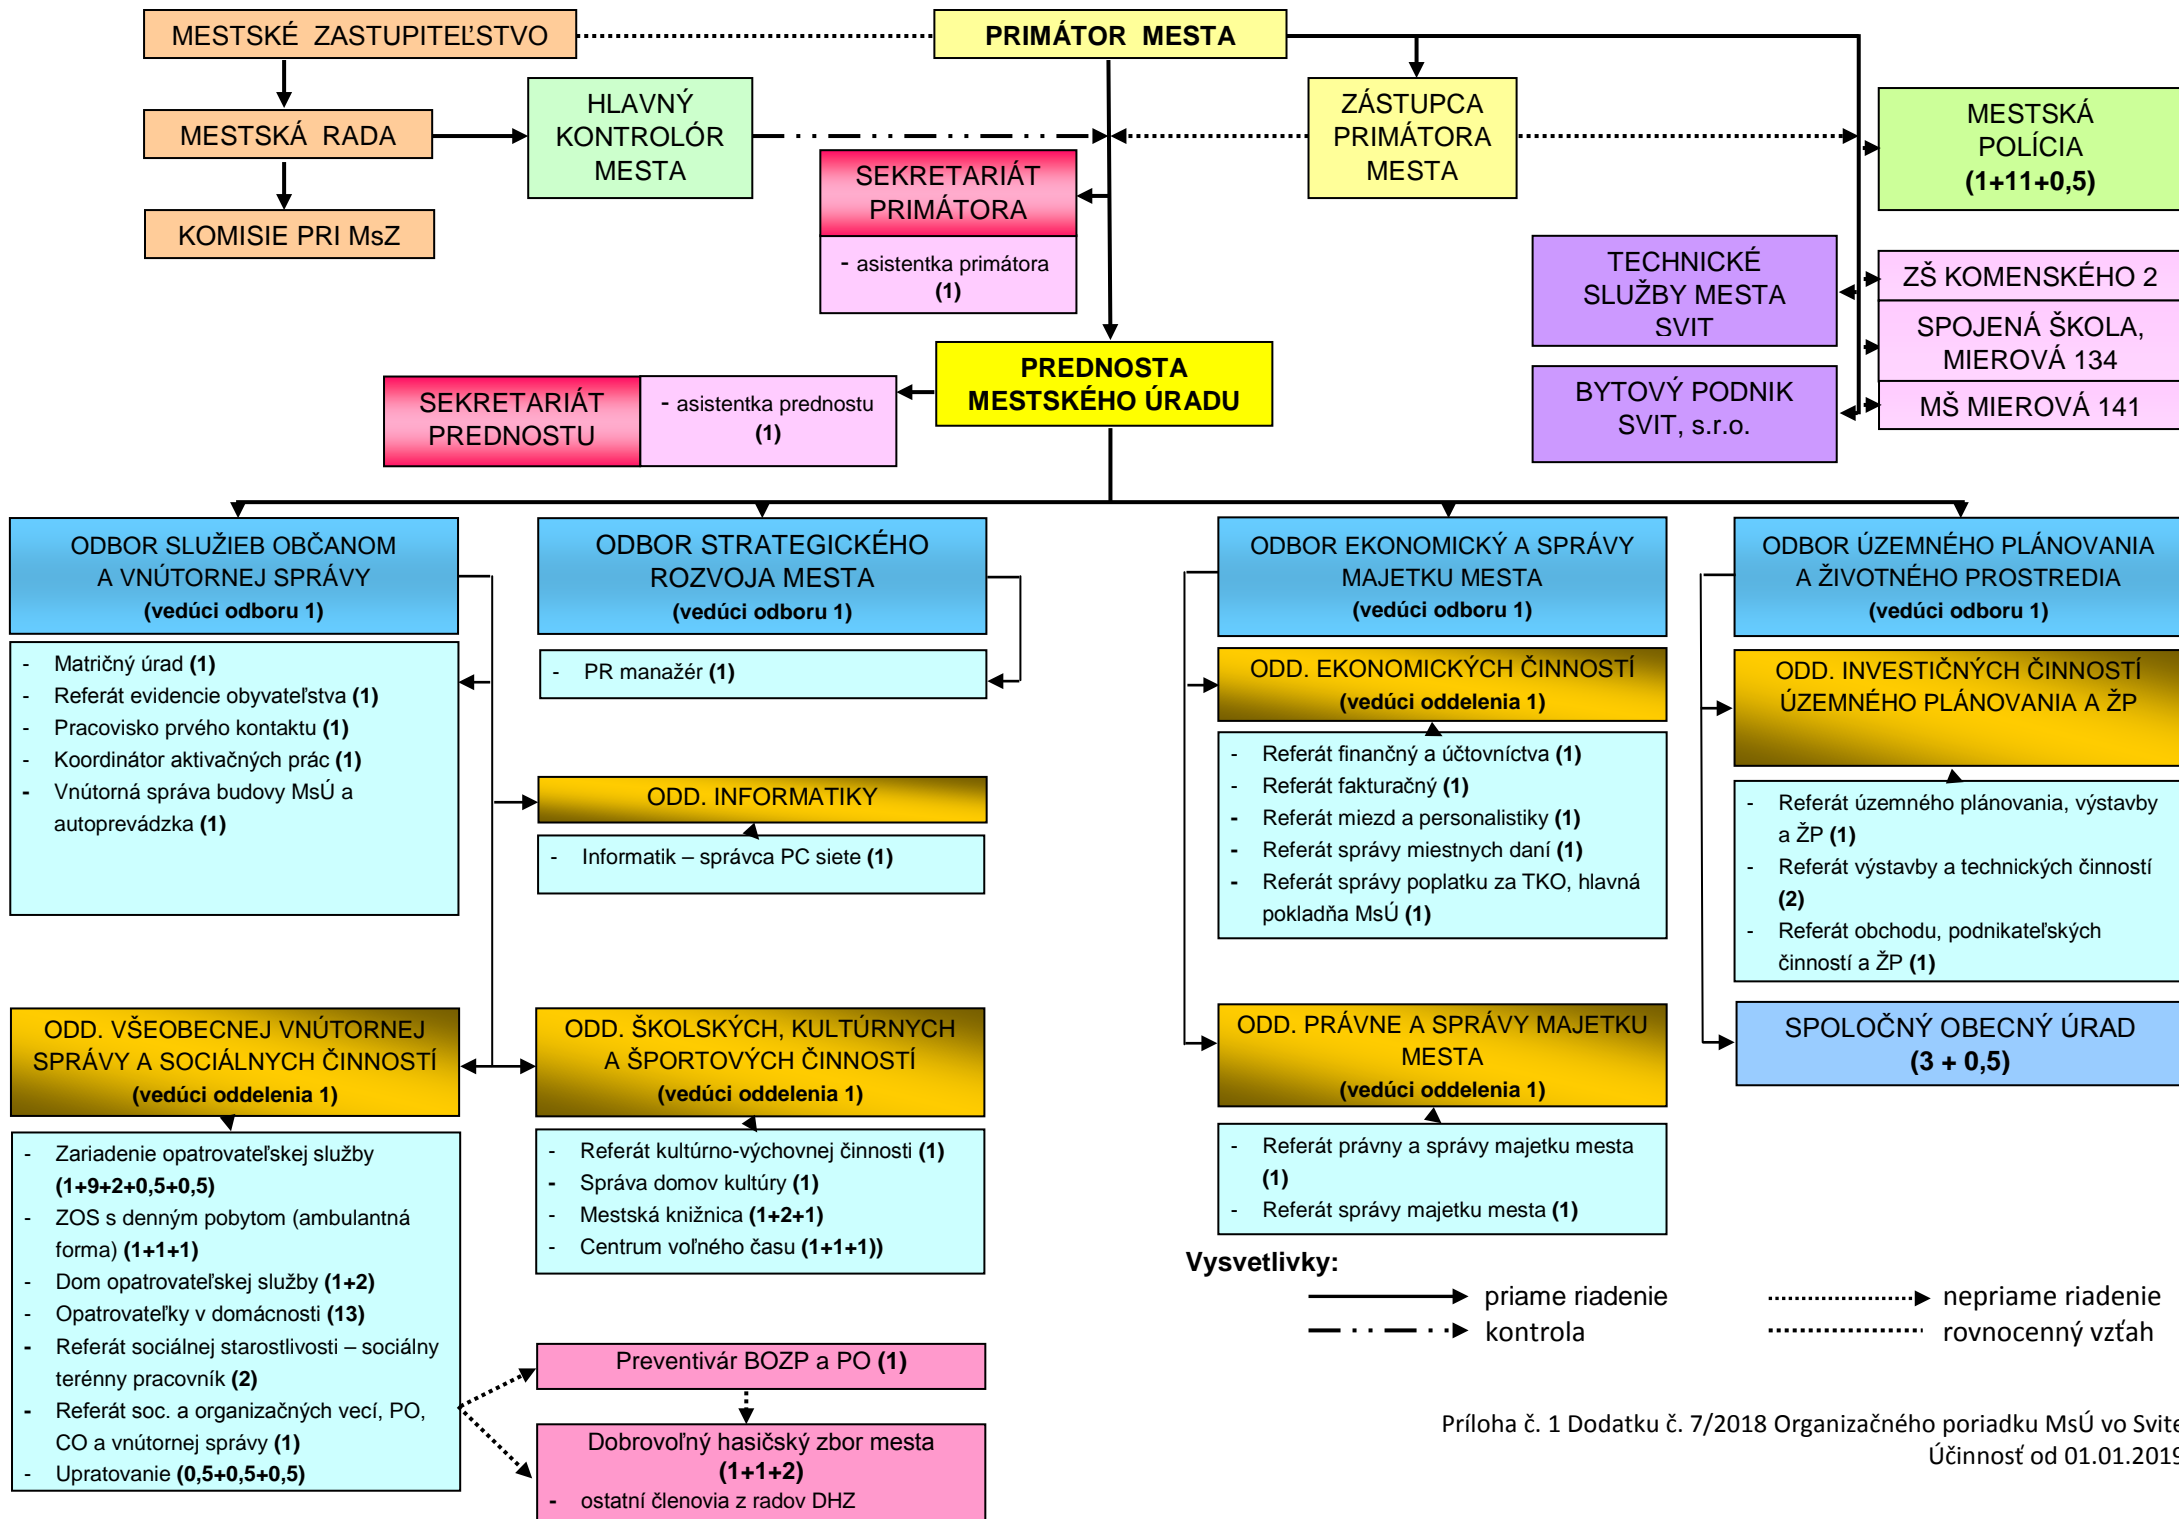 MESTSKÉ ZASTUPITEĽSTVO
PRIMÁTOR MESTA
MESTSKÁ RADA
KOMISIE PRI MsZ
HLAVNÝ
KONTROLÓR
MESTA
ZÁSTUPCA
PRIMÁTORA
MESTA
MESTSKÁ
POLÍCIA
(1+11+0,5)
SEKRETARIÁT
PRIMÁTORA
- asistentka primátora
(1)
TECHNICKÉ
SLUŽBY MESTA
SVIT
ZŠ KOMENSKÉHO 2
SPOJENÁ ŠKOLA,
MIEROVÁ 134
MŠ MIEROVÁ 141
BYTOVÝ PODNIK
SVIT, s.r.o.
PREDNOSTA
MESTSKÉHO ÚRADU
SEKRETARIÁT
PREDNOSTU
- asistentka prednostu
(1)
ODBOR SLUŽIEB OBČANOM
A VNÚTORNEJ SPRÁVY
(vedúci odboru 1)
- Matričný úrad (1)
- Referát evidencie obyvateľstva (1)
- Pracovisko prvého kontaktu (1)
- Koordinátor aktivačných prác (1)
- Vnútorná správa budovy MsÚ a
autoprevádzka (1)
ODBOR STRATEGICKÉHO
ROZVOJA MESTA
(vedúci odboru 1)
- PR manažér (1)
ODD. INFORMATIKY
- Informatik – správca PC siete (1)
ODBOR EKONOMICKÝ A SPRÁVY
MAJETKU MESTA
(vedúci odboru 1)
ODD. EKONOMICKÝCH ČINNOSTÍ
(vedúci oddelenia 1)
- Referát finančný a účtovníctva (1)
- Referát fakturačný (1)
- Referát miezd a personalistiky (1)
- Referát správy miestnych daní (1)
- Referát správy poplatku za TKO, hlavná
pokladňa MsÚ (1)
ODBOR ÚZEMNÉHO PLÁNOVANIA
A ŽIVOTNÉHO PROSTREDIA
(vedúci odboru 1)
ODD. INVESTIČNÝCH ČINNOSTÍ
ÚZEMNÉHO PLÁNOVANIA A ŽP
- Referát územného plánovania, výstavby
a ŽP (1)
- Referát výstavby a technických činností
(2)
- Referát obchodu, podnikateľských
činností a ŽP (1)
ODD. VŠEOBECNEJ VNÚTORNEJ
SPRÁVY A SOCIÁLNYCH ČINNOSTÍ
(vedúci oddelenia 1)
- Zariadenie opatrovateľskej služby
(1+9+2+0,5+0,5)
- ZOS s denným pobytom (ambulantná
forma) (1+1+1)
- Dom opatrovateľskej služby (1+2)
- Opatrovateľky v domácnosti (13)
- Referát sociálnej starostlivosti – sociálny
terénny pracovník (2)
- Referát soc. a organizačných vecí, PO,
CO a vnútornej správy (1)
- Upratovanie (0,5+0,5+0,5)
ODD. ŠKOLSKÝCH, KULTÚRNYCH
A ŠPORTOVÝCH ČINNOSTÍ
(vedúci oddelenia 1)
- Referát kultúrno-výchovnej činnosti (1)
- Správa domov kultúry (1)
- Mestská knižnica (1+2+1)
- Centrum voľného času (1+1+1))
Preventivár BOZP a PO (1)
Dobrovoľný hasičský zbor mesta
(1+1+2)
- ostatní členovia z radov DHZ
ODD. PRÁVNE A SPRÁVY MAJETKU
MESTA
(vedúci oddelenia 1)
- Referát právny a správy majetku mesta
(1)
- Referát správy majetku mesta (1)
SPOLOČNÝ OBECNÝ ÚRAD
(3 + 0,5)
Vysvetlivky:
priame riadenie
nepriame riadenie
kontrola
rovnocenný vzťah
Príloha č. 1 Dodatku č. 7/2018 Organizačného poriadku MsÚ vo Svite
Účinnosť od 01.01.2019